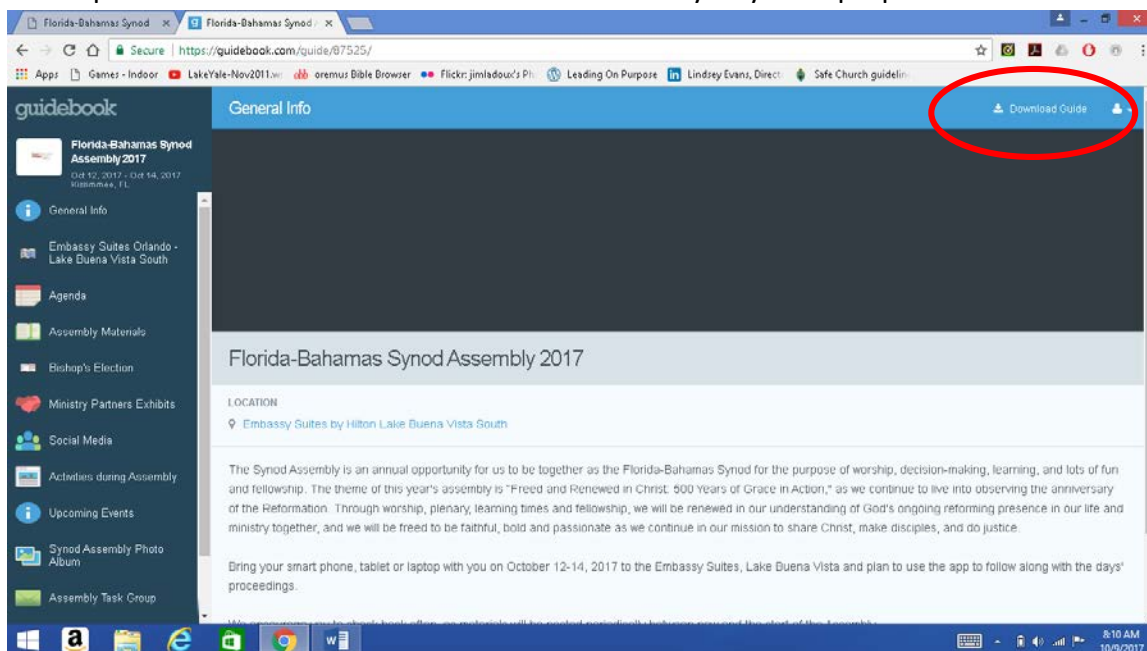 Florida-Bahamas Synod
Florida-Bahamas Synod /
Secure | https://guidebook.com/guide/87525/
Apps Games - Indoor LakeYale-Nov2011.w oremus Bible Browser Flickr: jimladoux's Ph Leading On Purpose Lindsey Evans, Direct Safe Church guidelin
guidebook
General Info
Download Guide
Florida-Bahamas Synod
Assembly 2017
Oct 12, 2017 - Oct 14, 2017
Kissimmee, FL
General Info
Embassy Suites Orlando -
Lake Buena Vista South
Agenda
Assembly Materials
Bishop's Election
Ministry Partners Exhibits
Social Media
Activities during Assembly
Upcoming Events
Synod Assembly Photo
Album
Assembly Task Group
Florida-Bahamas Synod Assembly 2017
LOCATION
Embassy Suites by Hilton Lake Buena Vista South
The Synod Assembly is an annual opportunity for us to be together as the Florida-Bahamas Synod for the purpose of worship, decision-making, learning, and lots of fun
and fellowship. The theme of this year's assembly is "Freed and Renewed in Christ: 500 Years of Grace in Action," as we continue to live into observing the anniversary
of the Reformation. Through worship, plenary, learning times and fellowship, we will be renewed in our understanding of God's ongoing reforming presence in our life and
ministry together, and we will be freed to be faithful, bold and passionate as we continue in our mission to share Christ, make disciples, and do justice.
Bring your smart phone, tablet or laptop with you on October 12-14, 2017 to the Embassy Suites, Lake Buena Vista and plan to use the app to follow along with the days'
proceedings.
8:10 AM
10/9/2017